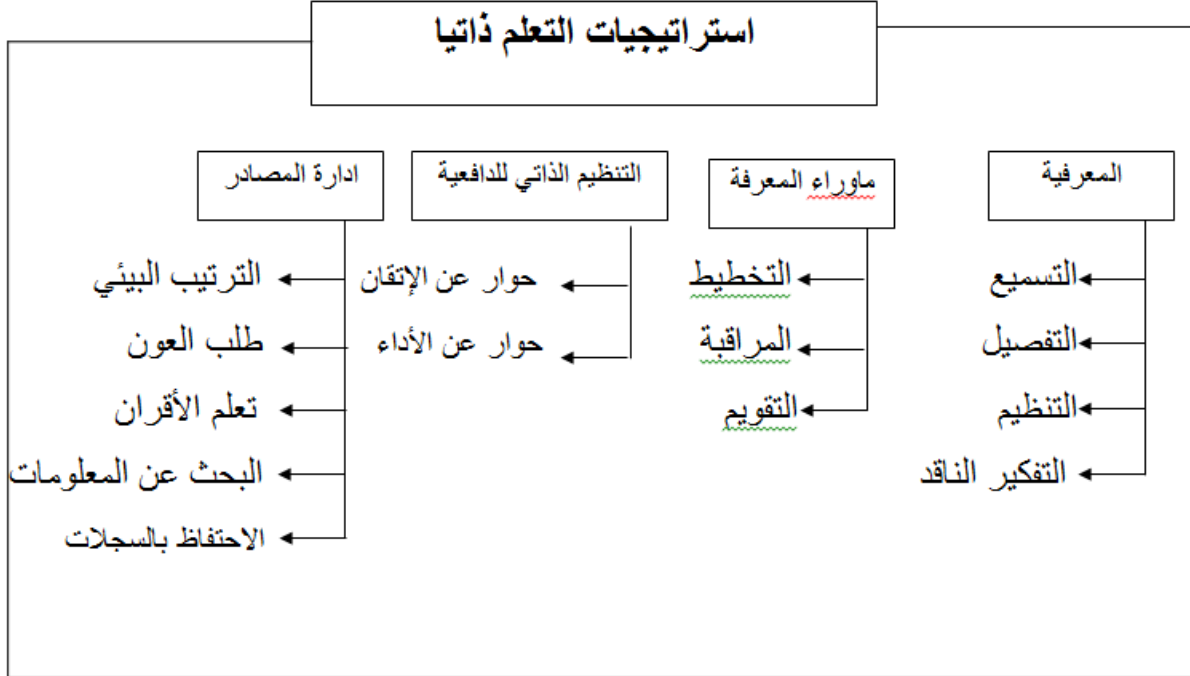 استراتيجيات التعلم ذاتيا
المعرفية
التسميع
التفصيل
التنظيم
التفكير الناقد
ماوراء المعرفة
التخطيط
المراقبة
التقويم
التنظيم الذاتي للدافعية
حوار عن الإتقان
حوار عن الأداء
ادارة المصادر
الترتيب البيئي
طلب العون
تعلم الأقران
البحث عن المعلومات
الاحتفاظ بالسجلات